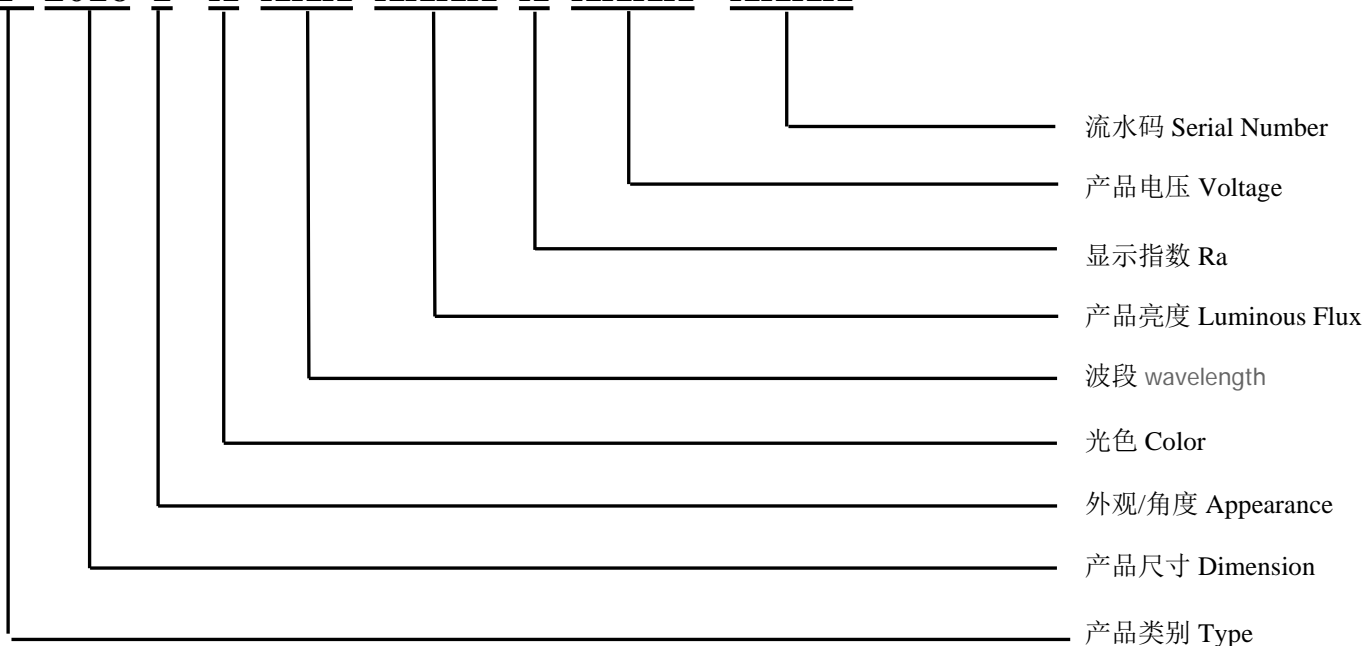 流水码 Serial Number
产品电压 Voltage
显示指数 Ra
产品亮度 Luminous Flux
波段 wavelength
光色 Color
外观/角度 Appearance
产品尺寸 Dimension
产品类别 Type